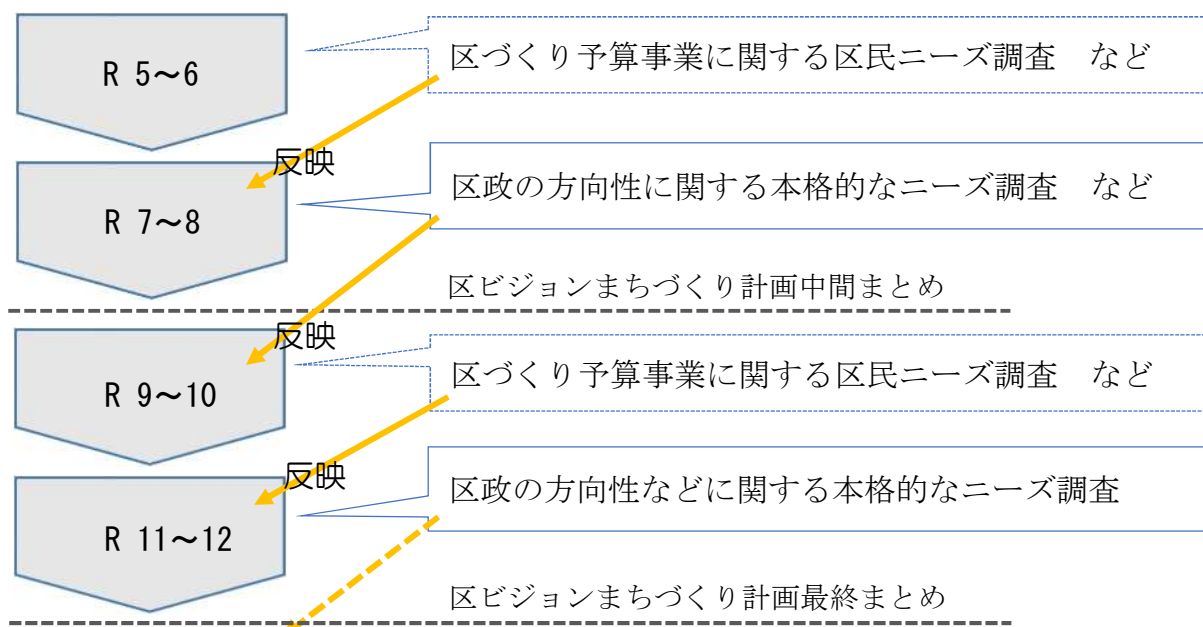 R 5～6
区づくり予算事業に関する区民ニーズ調査　など
反映
R 7～8
区政の方向性に関する本格的なニーズ調査　など
区ビジョンまちづくり計画中間まとめ
反映
R 9～10
区づくり予算事業に関する区民ニーズ調査　など
反映
R 11～12
区政の方向性などに関する本格的なニーズ調査
区ビジョンまちづくり計画最終まとめ